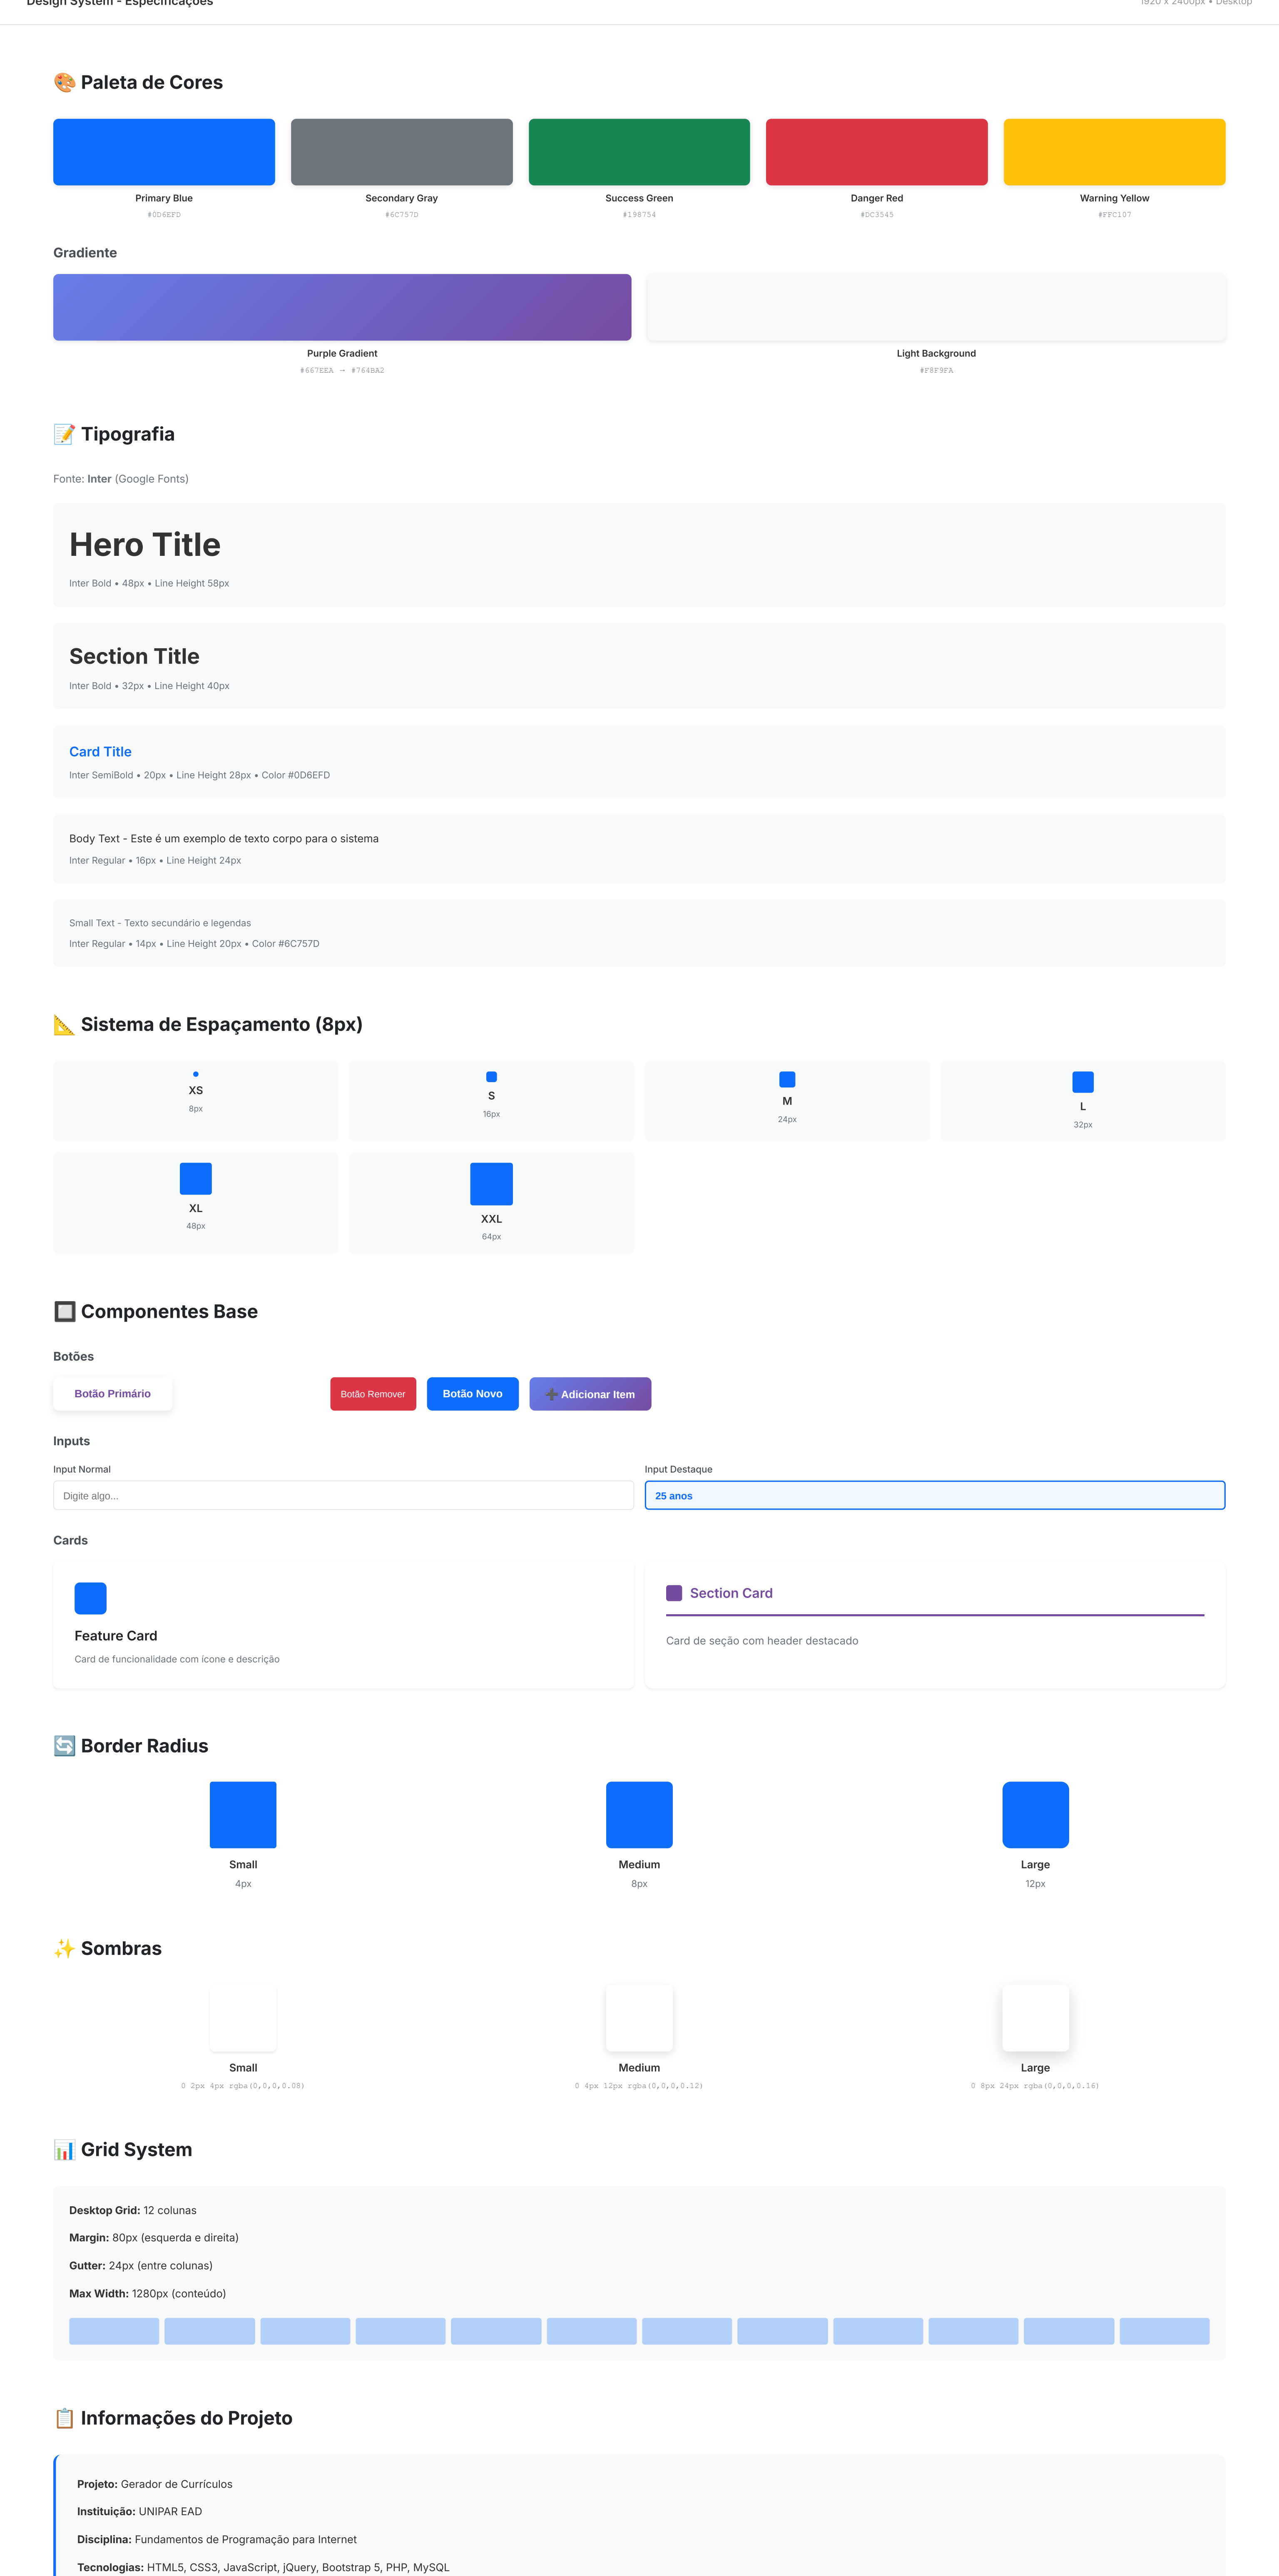 Design System - Especificações
1920 x 2400px • Desktop
🎨 Paleta de Cores
Primary Blue
#0D6EFD
Secondary Gray
#6C757D
Success Green
#198754
Danger Red
#DC3545
Warning Yellow
#FFC107
Gradiente
Purple Gradient
#667EEA → #764BA2
Light Background
#F8F9FA
📝 Tipografia
Fonte: Inter (Google Fonts)
Hero Title
Inter Bold • 48px • Line Height 58px
Section Title
Inter Bold • 32px • Line Height 40px
Card Title
Inter SemiBold • 20px • Line Height 28px • Color #0D6EFD
Body Text - Este é um exemplo de texto corpo para o sistema
Inter Regular • 16px • Line Height 24px
Small Text - Texto secundário e legendas
Inter Regular • 14px • Line Height 20px • Color #6C757D
📐 Sistema de Espaçamento (8px)
XS
8px
S
16px
M
24px
L
32px
XL
48px
XXL
64px
🔲 Componentes Base
Botões
Botão Primário
Botão Remover
Botão Novo
➕ Adicionar Item
Inputs
Input Normal
Digite algo...
Input Destaque
25 anos
Cards
Feature Card
Card de funcionalidade com ícone e descrição
Section Card
Card de seção com header destacado
🔄 Border Radius
Small
4px
Medium
8px
Large
12px
✨ Sombras
Small
0 2px 4px rgba(0,0,0,0.08)
Medium
0 4px 12px rgba(0,0,0,0.12)
Large
0 8px 24px rgba(0,0,0,0.16)
📊 Grid System
Desktop Grid: 12 colunas
Margin: 80px (esquerda e direita)
Gutter: 24px (entre colunas)
Max Width: 1280px (conteúdo)
📋 Informações do Projeto
Projeto: Gerador de Currículos
Instituição: UNIPAR EAD
Disciplina: Fundamentos de Programação para Internet
Tecnologias: HTML5, CSS3, JavaScript, jQuery, Bootstrap 5, PHP, MySQL